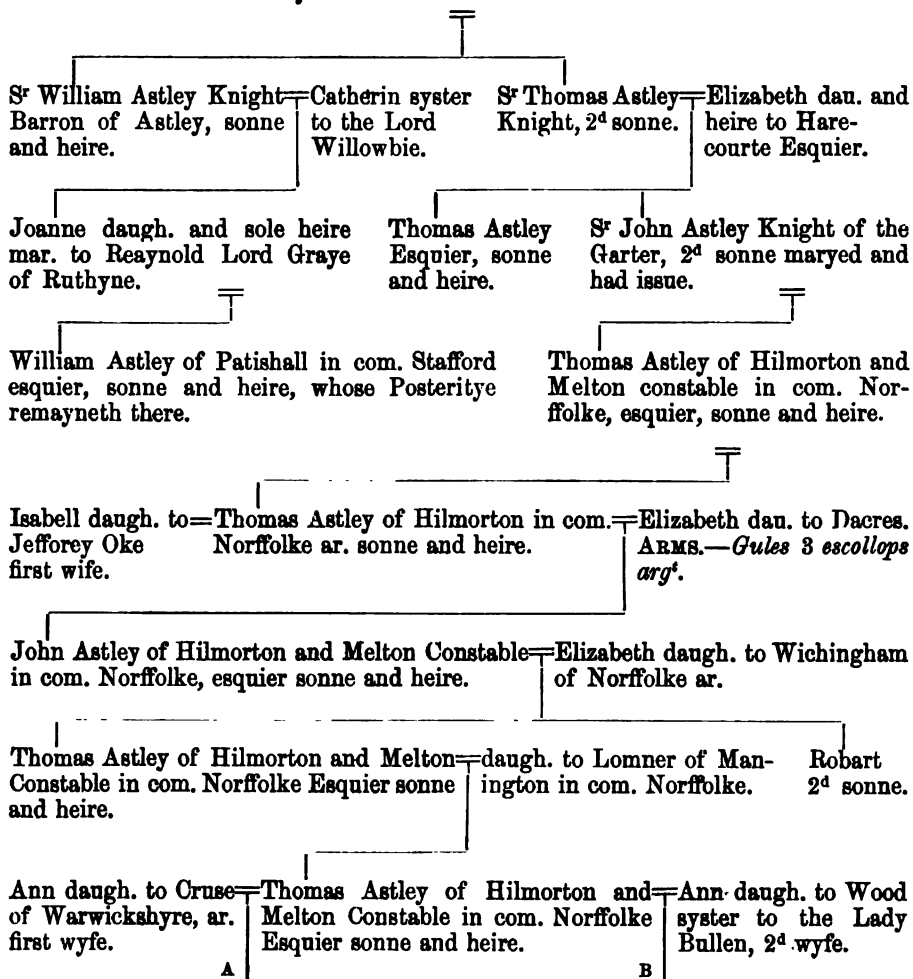 Sr William Astley Knight
Barron of Astley, sonne
and heire.
Catherin syster
to the Lord
Willowbie.
Sr Thomas Astley
Knight, 2d sonne.
Elizabeth dau. and
heire to Hare-
courte Esquier.
Joanne daugh. and sole heire
mar. to Reaynold Lord Graye
of Ruthyne.
Thomas Astley
Esquier, sonne
and heire.
Sr John Astley Knight of the
Garter, 2d sonne maryed and
had issue.
William Astley of Patishall in com. Stafford
esquier, sonne and heire, whose Posteritye
remayneth there.
Thomas Astley of Hilmorton and
Melton constable in com. Nor-
ffolke, esquier, sonne and heire.
Isabell daugh. to
Jefforey Oke
first wife.
Thomas Astley of Hilmorton in com.
Norffolke ar. sonne and heire.
Elizabeth dau. to Dacres.
ARMS.—Gules 3 escollops
argt.
John Astley of Hilmorton and Melton Constable
in com. Norffolke, esquier sonne and heire.
Elizabeth daugh. to Wichingham
of Norffolke ar.
Thomas Astley of Hilmorton and Melton
Constable in com. Norffolke Esquier sonne
and heire.
daugh. to Lomner of Man-
ington in com. Norffolke.
Robart
2d sonne.
Ann daugh. to Cruse
of Warwickshyre, ar.
first wyfe.
Thomas Astley of Hilmorton and
Melton Constable in com. Norffolke
Esquier sonne and heire.
Ann daugh. to Wood
syster to the Lady
Bullen, 2d wyfe.
A
B